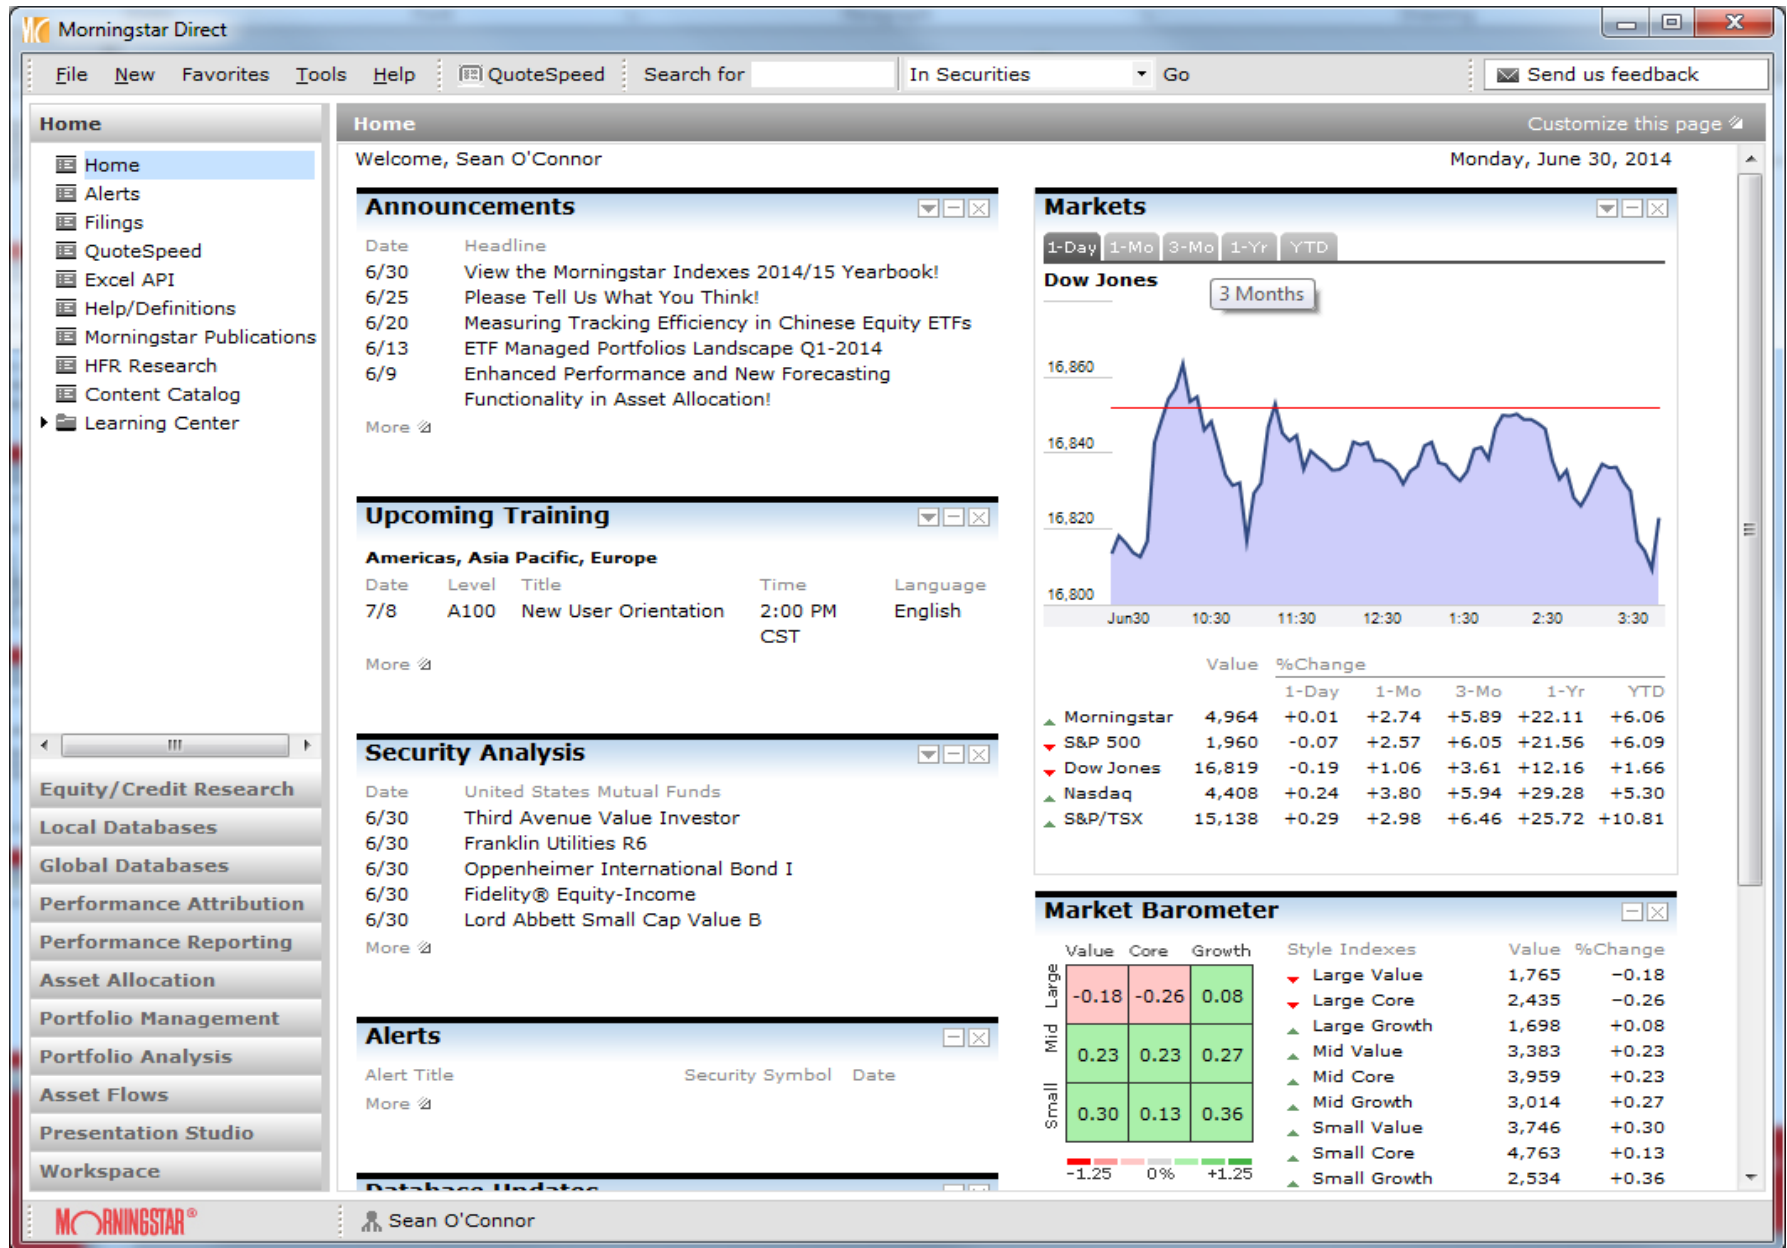 Morningstar Direct
File New Favorites Tools Help QuoteSpeed Search for In Securities Go Send us feedback
Home
Home
Alerts
Filings
QuoteSpeed
Excel API
Help/Definitions
Morningstar Publications
HFR Research
Content Catalog
Learning Center
Equity/Credit Research
Local Databases
Global Databases
Performance Attribution
Performance Reporting
Asset Allocation
Portfolio Management
Portfolio Analysis
Asset Flows
Presentation Studio
Workspace
Home Customize this page
Welcome, Sean O'Connor Monday, June 30, 2014
Announcements
Date Headline
6/30 View the Morningstar Indexes 2014/15 Yearbook!
6/25 Please Tell Us What You Think!
6/20 Measuring Tracking Efficiency in Chinese Equity ETFs
6/13 ETF Managed Portfolios Landscape Q1-2014
6/9 Enhanced Performance and New Forecasting
Functionality in Asset Allocation!
More
Upcoming Training
Americas, Asia Pacific, Europe
Date Level Title Time Language
7/8 A100 New User Orientation 2:00 PM English
CST
More
Security Analysis
Date United States Mutual Funds
6/30 Third Avenue Value Investor
6/30 Franklin Utilities R6
6/30 Oppenheimer International Bond I
6/30 Fidelity® Equity-Income
6/30 Lord Abbett Small Cap Value B
More
Alerts
Alert Title Security Symbol Date
More
Database Updates
Markets
1-Day 1-Mo 3-Mo 1-Yr YTD
Dow Jones
3 Months
16,860
16,840
16,820
16,800
Jun30 10:30 11:30 12:30 1:30 2:30 3:30
Value %Change
1-Day 1-Mo 3-Mo 1-Yr YTD
Morningstar 4,964 +0.01 +2.74 +5.89 +22.11 +6.06
S&P 500 1,960 -0.07 +2.57 +6.05 +21.56 +6.09
Dow Jones 16,819 -0.19 +1.06 +3.61 +12.16 +1.66
Nasdaq 4,408 +0.24 +3.80 +5.94 +29.28 +5.30
S&P/TSX 15,138 +0.29 +2.98 +6.46 +25.72 +10.81
Market Barometer
Value Core Growth
Large -0.18 -0.26 0.08
Mid 0.23 0.23 0.27
Small 0.30 0.13 0.36
-1.25 0% +1.25
Style Indexes Value %Change
Large Value 1,765 −0.18
Large Core 2,435 −0.26
Large Growth 1,698 +0.08
Mid Value 3,383 +0.23
Mid Core 3,959 +0.23
Mid Growth 3,014 +0.27
Small Value 3,746 +0.30
Small Core 4,763 +0.13
Small Growth 2,534 +0.36
MORNINGSTAR® Sean O'Connor